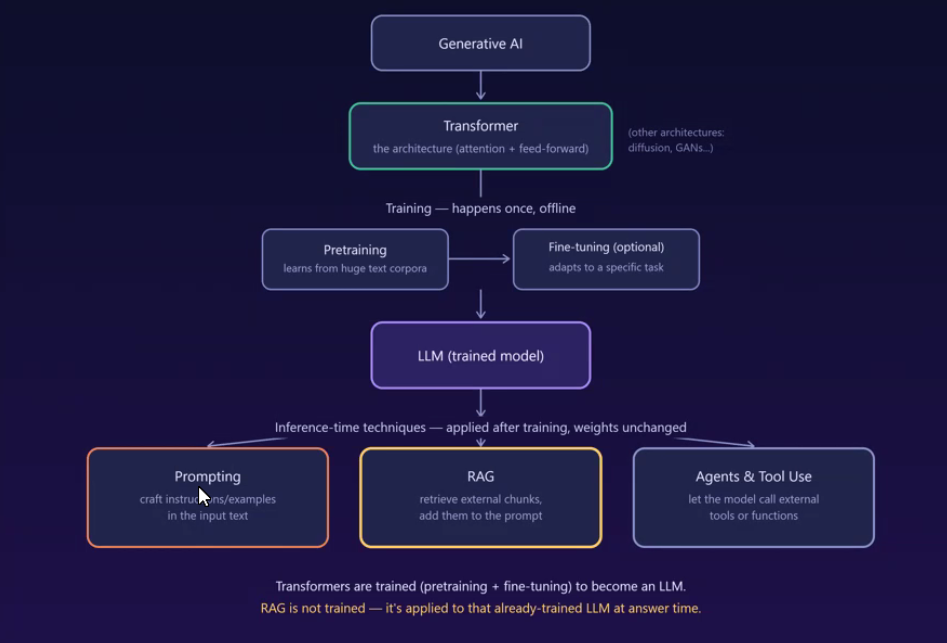 Generative AI
Transformer
the architecture (attention + feed-forward)
(other architectures:
diffusion, GANs...)
Training — happens once, offline
Pretraining
learns from huge text corpora
Fine-tuning (optional)
adapts to a specific task
LLM (trained model)
Inference-time techniques — applied after training, weights unchanged
Prompting
craft instructions/examples
in the input text
RAG
retrieve external chunks,
add them to the prompt
Agents & Tool Use
let the model call external
tools or functions
Transformers are trained (pretraining + fine-tuning) to become an LLM.
RAG is not trained — it's applied to that already-trained LLM at answer time.